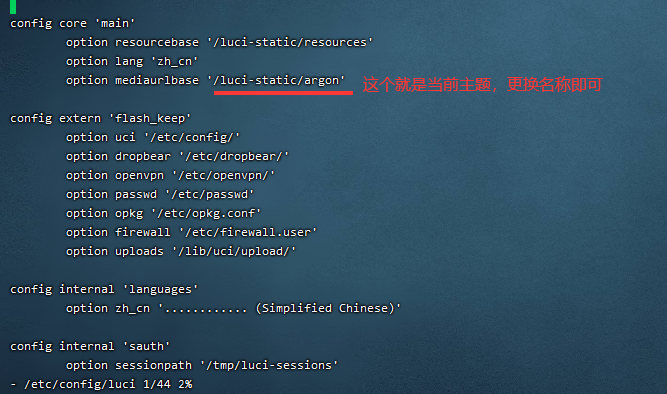 config core 'main'
option resourcebase '/luci-static/resources'
option lang 'zh_cn'
option mediaurlbase '/luci-static/argon' 这个就是当前主题，更换名称即可
config extern 'flash_keep'
option uci '/etc/config/'
option dropbear '/etc/dropbear/'
option openvpn '/etc/openvpn/'
option passwd '/etc/passwd'
option opkg '/etc/opkg.conf'
option firewall '/etc/firewall.user'
option uploads '/lib/uci/upload/'
config internal 'languages'
option zh_cn '............ (Simplified Chinese)'
config internal 'sauth'
option sessionpath '/tmp/luci-sessions'
- /etc/config/luci 1/44 2%